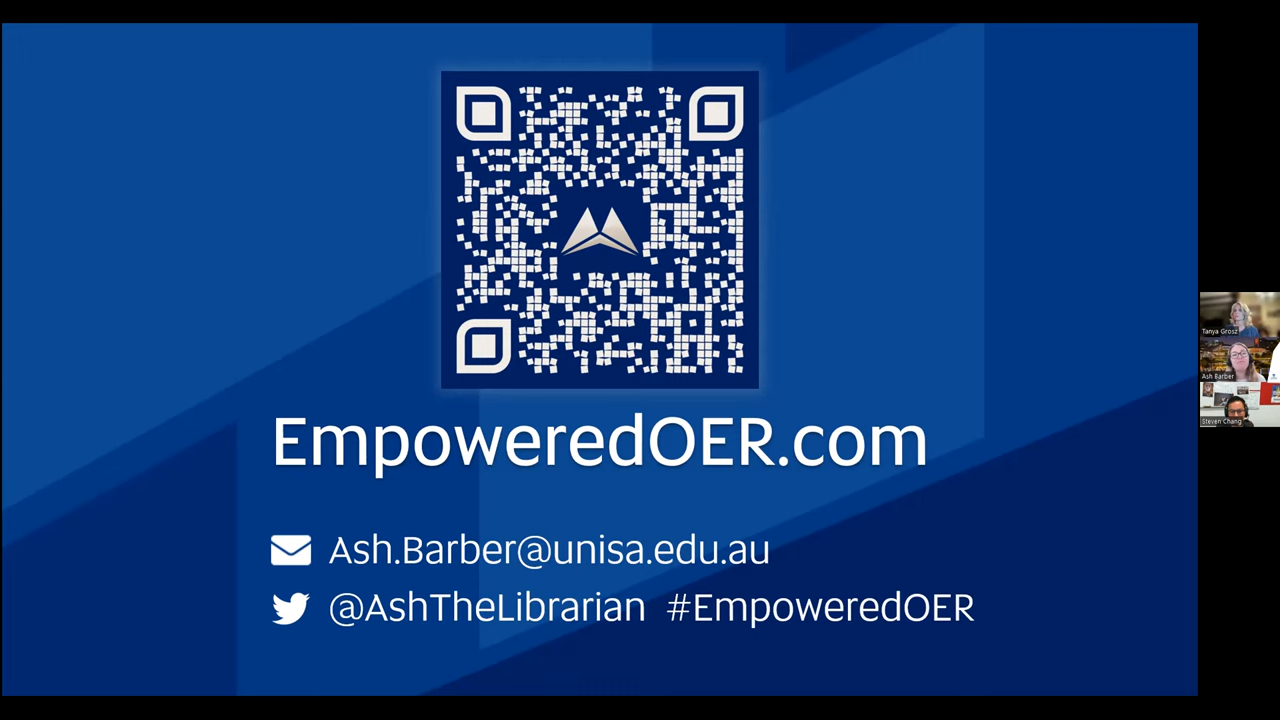 EmpoweredOER.com
Ash.Barber@unisa.edu.au
@AshTheLibrarian #EmpoweredOER
Tanya Grosz
Ash Barber
Steven Chang